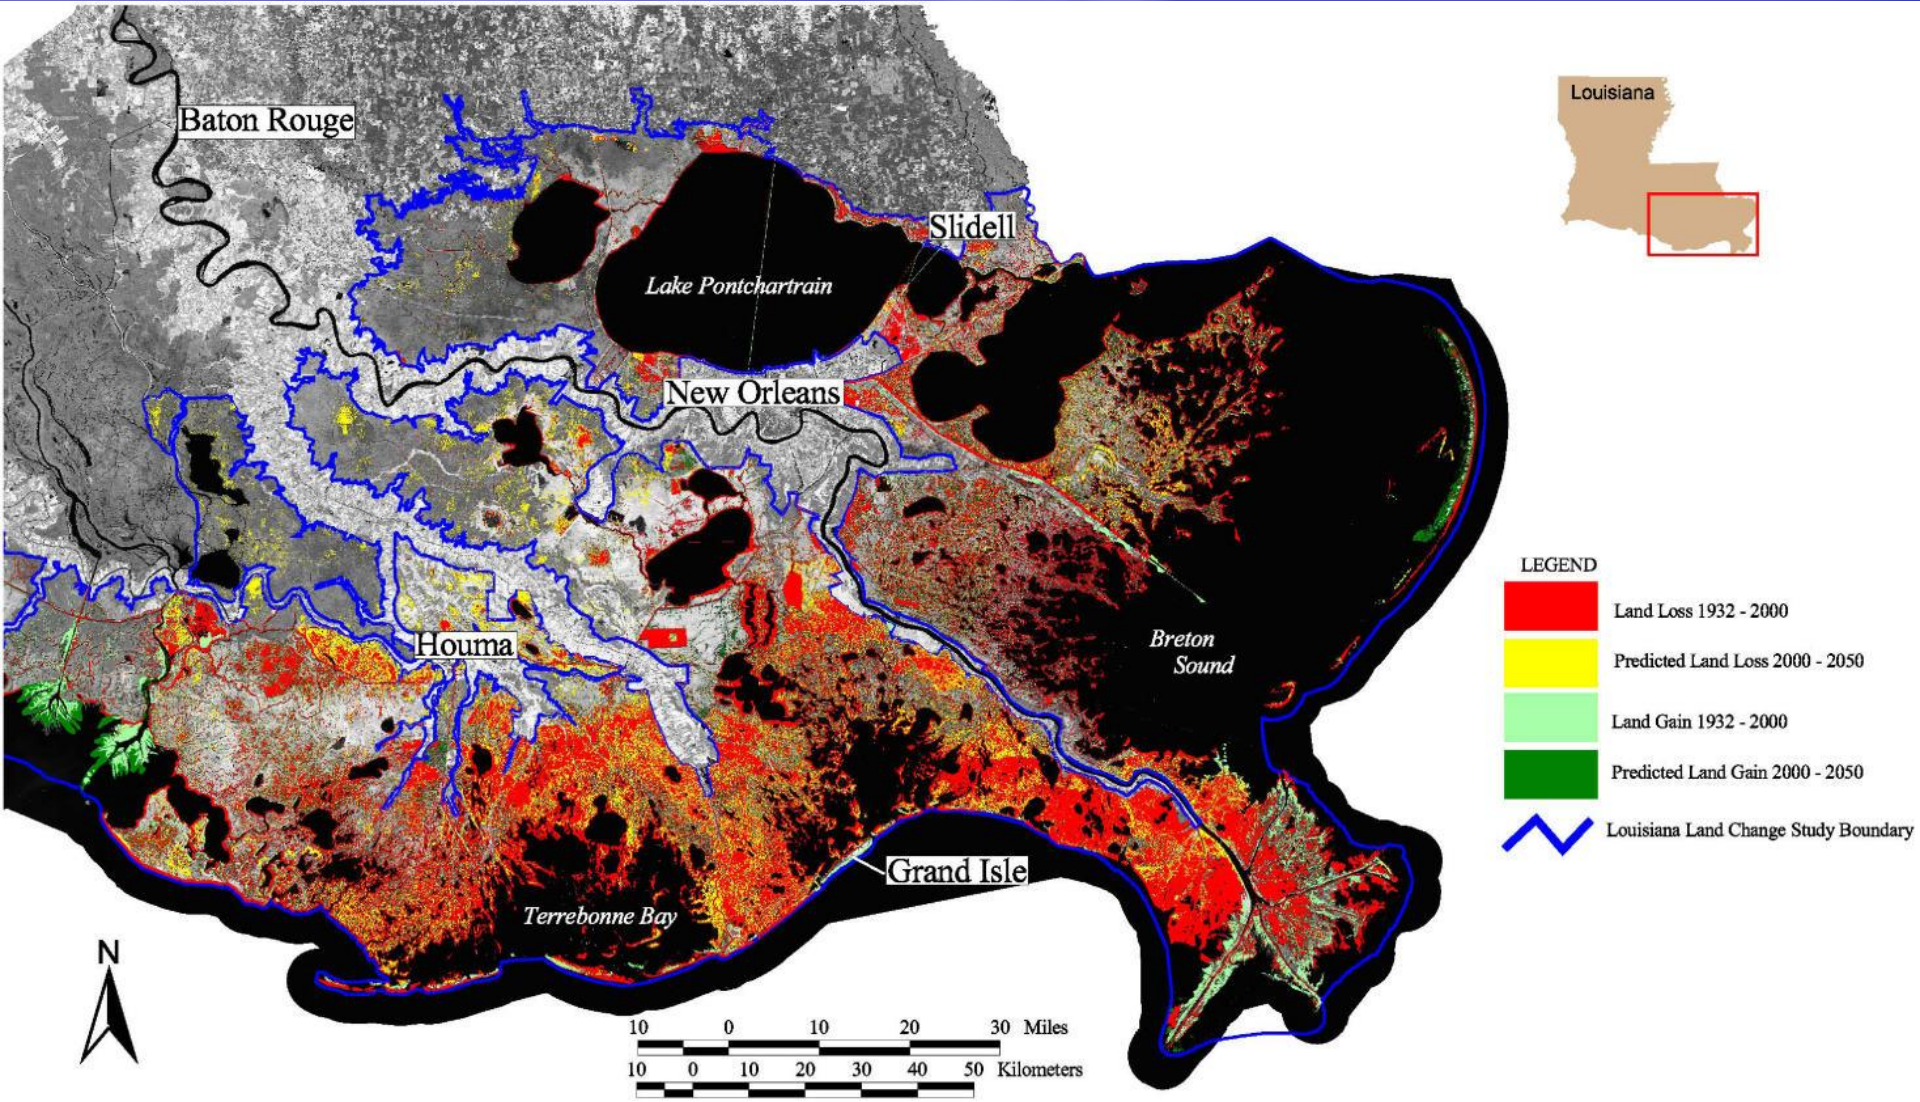 Baton Rouge
Louisiana
Slidell
Lake Pontchartrain
New Orleans
LEGEND
Land Loss 1932 - 2000
Houma
Breton
Sound
Predicted Land Loss 2000 - 2050
Land Gain 1932 - 2000
Predicted Land Gain 2000 - 2050
Louisiana Land Change Study Boundary
Grand Isle
Terrebonne Bay
N
10 0 10 20 30 Miles
10 0 10 20 30 40 50 Kilometers